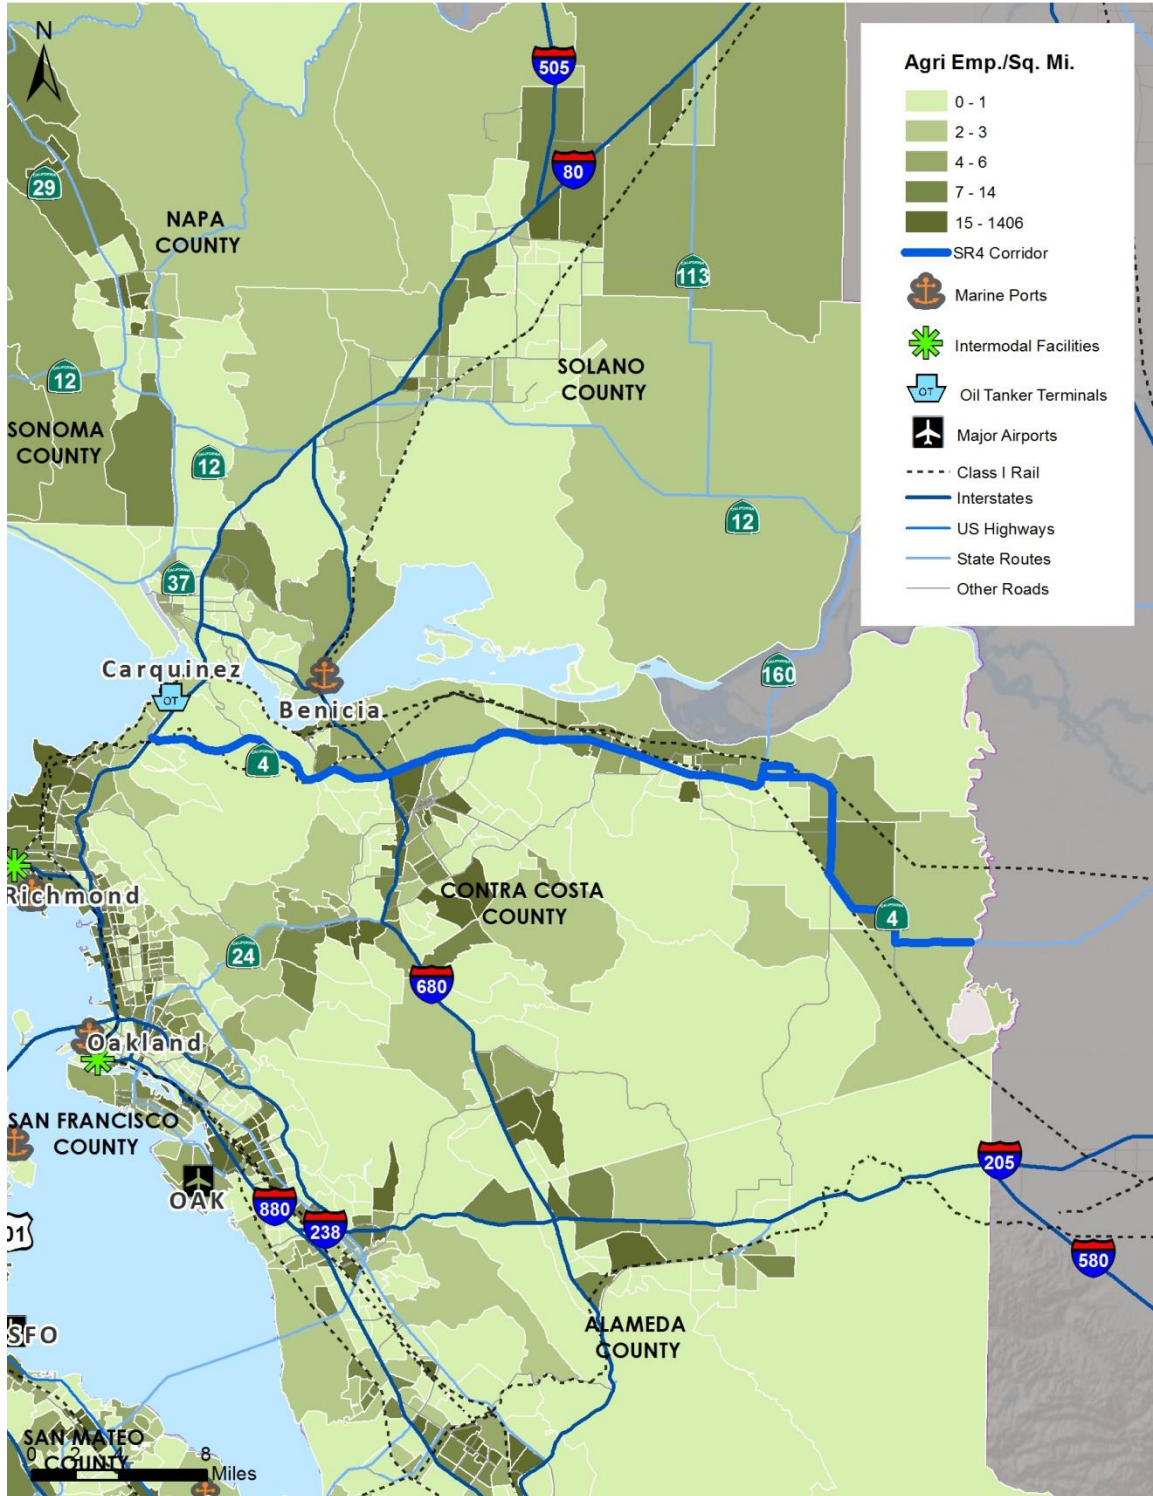 N
505
80
29
NAPA
COUNTY
113
12
SOLANO
COUNTY
SONOMA
COUNTY
12
12
37
Carquinez
OT
Benicia
160
4
Richmond
CONTRA COSTA
COUNTY
4
24
680
Oakland
SAN FRANCISCO
COUNTY
OAK
880
238
205
580
01
SFO
ALAMEDA
COUNTY
SAN MATEO
COUNTY
0 2 4 8
Miles
Agri Emp./Sq. Mi.
0 - 1
2 - 3
4 - 6
7 - 14
15 - 1406
SR4 Corridor
Marine Ports
Intermodal Facilities
OT
Oil Tanker Terminals
Major Airports
Class I Rail
Interstates
US Highways
State Routes
Other Roads